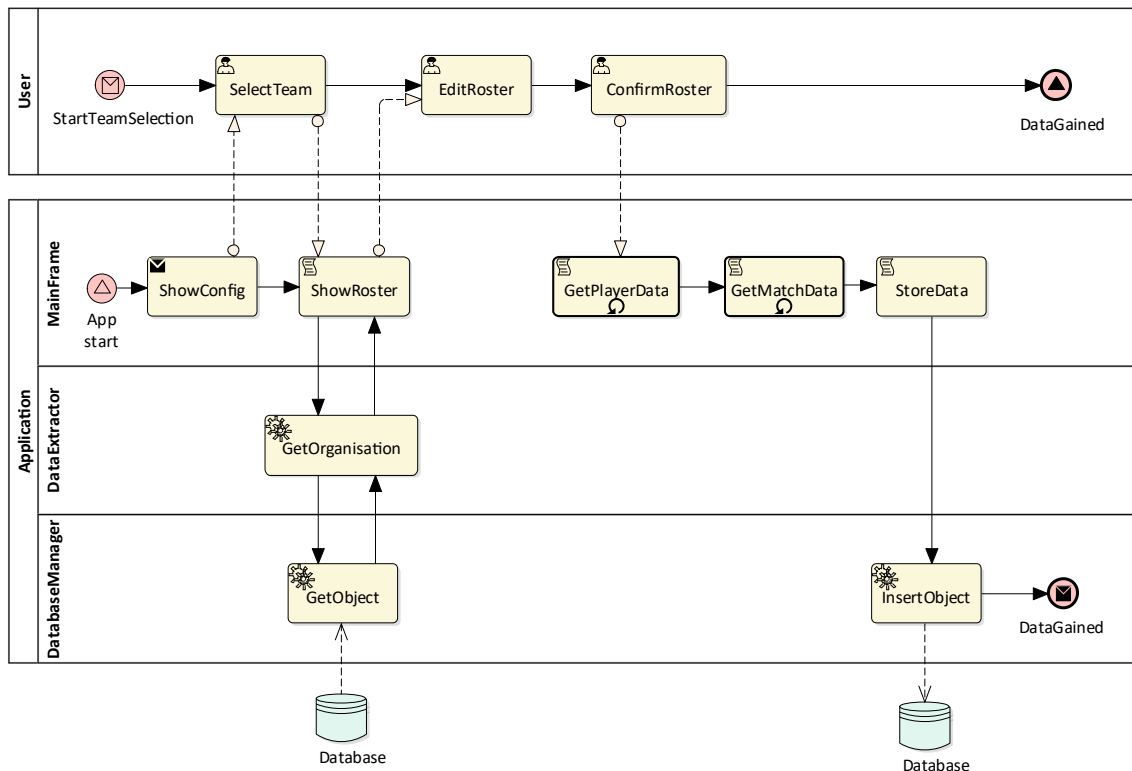 User
StartTeamSelection
SelectTeam
EditRoster
ConfirmRoster
DataGained
Application
MainFrame
App
start
ShowConfig
ShowRoster
GetPlayerData
GetMatchData
StoreData
DataExtractor
GetOrganisation
DatabaseManager
GetObject
InsertObject
DataGained
Database
Database